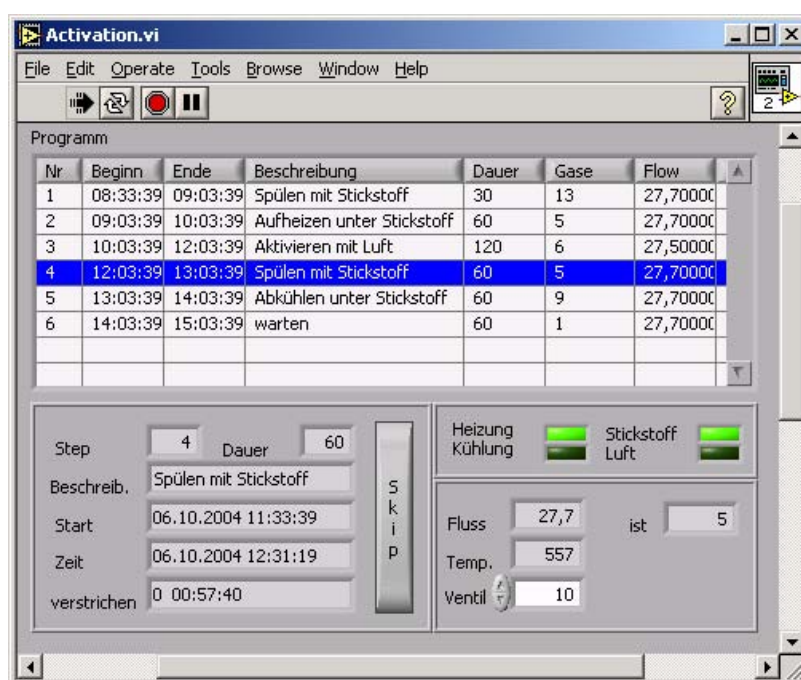 Activation.vi
File Edit Operate Tools Browse Window Help
2
Programm
Nr Beginn Ende Beschreibung Dauer Gase Flow
1 08:33:39 09:03:39 Spülen mit Stickstoff 30 13 27,70000
2 09:03:39 10:03:39 Aufheizen unter Stickstoff 60 5 27,70000
3 10:03:39 12:03:39 Aktivieren mit Luft 120 6 27,50000
4 12:03:39 13:03:39 Spülen mit Stickstoff 60 5 27,70000
5 13:03:39 14:03:39 Abkühlen unter Stickstoff 60 9 27,70000
6 14:03:39 15:03:39 warten 60 1 27,70000
Step 4 Dauer 60
Beschreib. Spülen mit Stickstoff
Start 06.10.2004 11:33:39
Zeit 06.10.2004 12:31:19
verstrichen 0 00:57:40
Skip
Heizung Stickstoff
Kühlung Luft
Fluss 27,7 ist 5
Temp. 557
Ventil 10